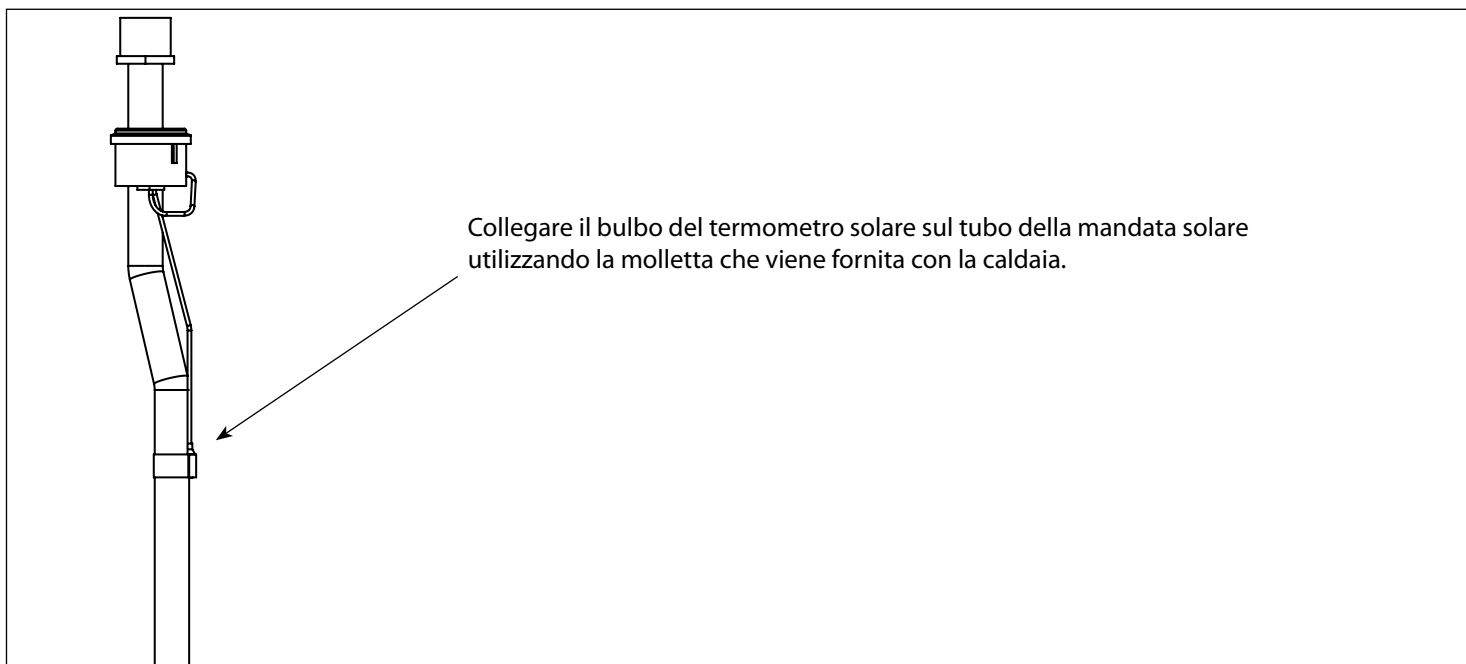 Collegare il bulbo del termometro solare sul tubo della mandata solare
utilizzando la molletta che viene fornita con la caldaia.